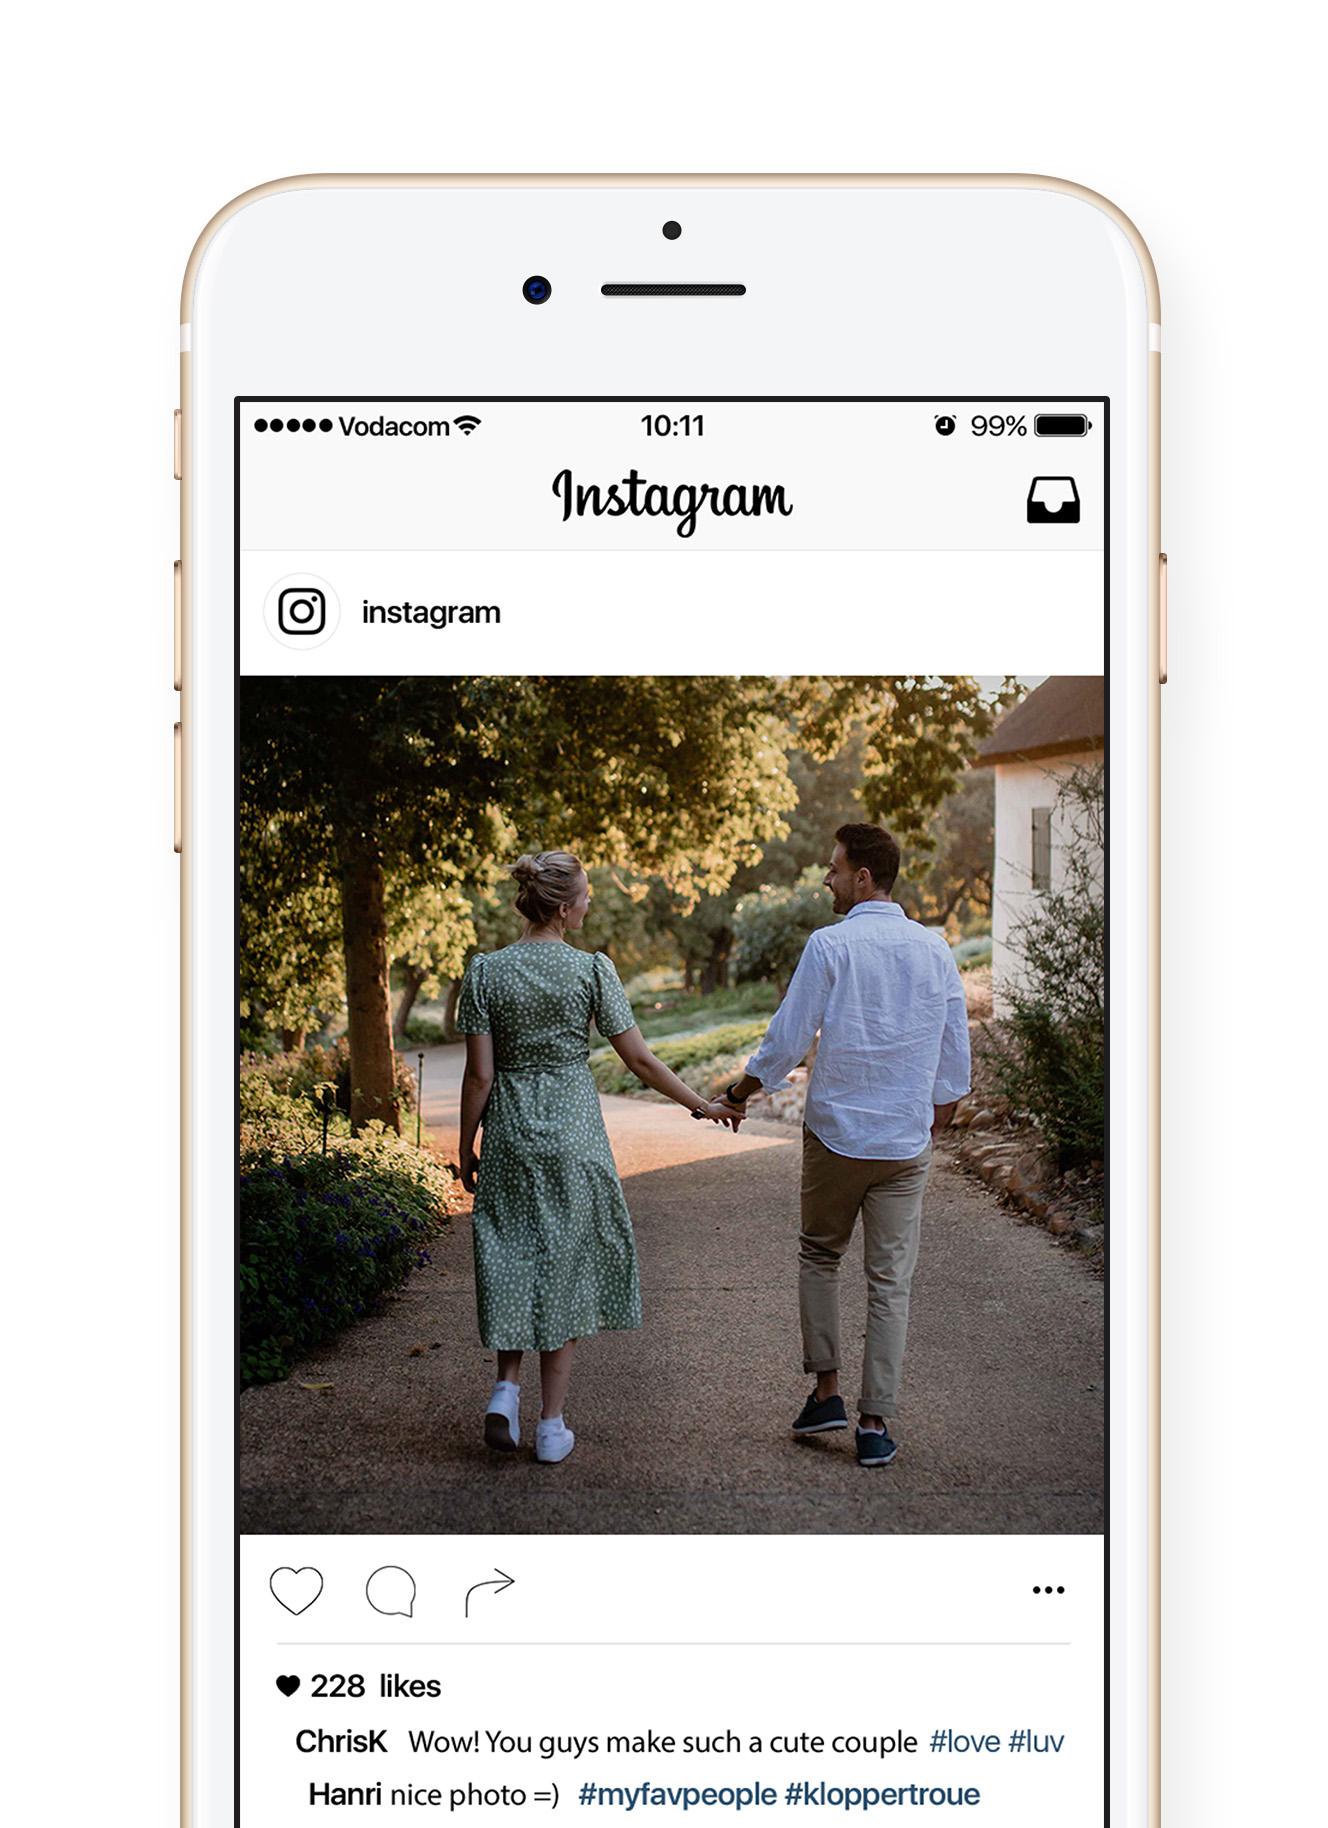 Vodacom 10:11 99%
Instagram
instagram
228 likes
ChrisK Wow! You guys make such a cute couple #love #luv
Hanri nice photo =) #myfavpeople #kloppertroue